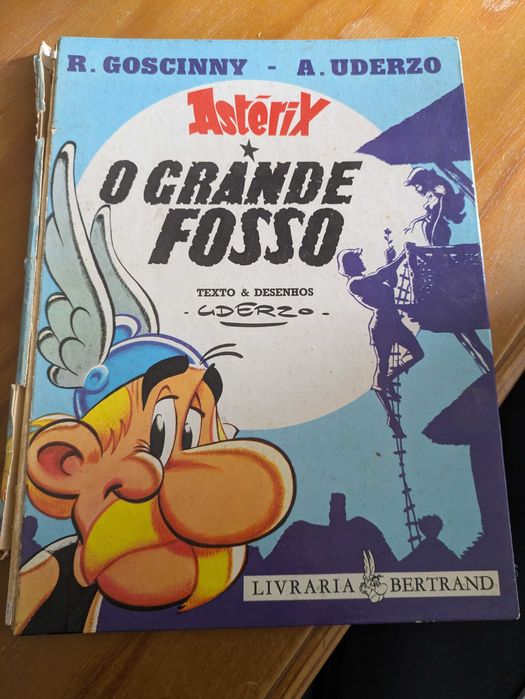 R. GOSCINNY - A. UDERZO
Astérix
O GRANDE
FOSSO
TEXTO & DESENHOS
- UDERZO -
LIVRARIA BERTRAND